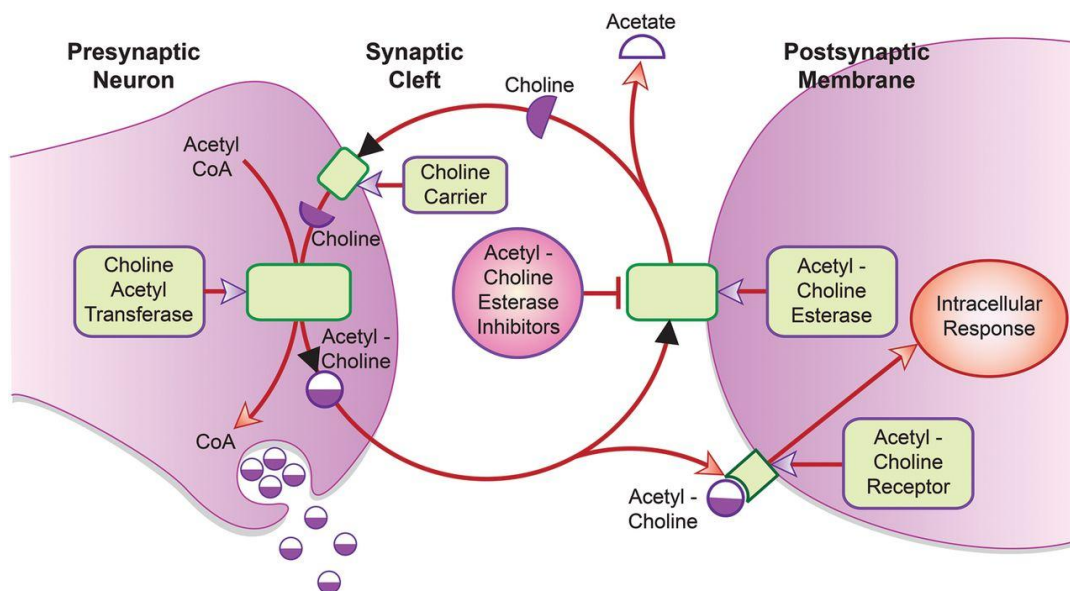 Presynaptic
Neuron
Synaptic
Cleft
Acetate
Postsynaptic
Membrane
Choline
Acetyl
CoA
Choline
Carrier
Choline
Choline
Acetyl
Transferase
Acetyl -
Choline
Esterase
Inhibitors
Acetyl -
Choline
Esterase
Intracellular
Response
Acetyl -
Choline
CoA
Acetyl -
Choline
Acetyl -
Choline
Receptor